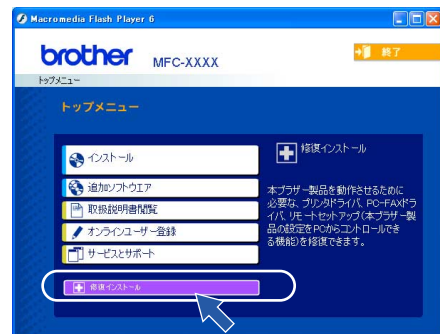 Macromedia Flash Player 6
brother MFC-XXXX
終了
トップメニュー
トップメニュー
インストール
追加ソフトウエア
取扱説明書閲覧
オンラインユーザー登録
サービスとサポート
修復インストール
修復インストール
本ブラザー製品を動作させるために
必要な、プリンタドライバ、PC-FAXドラ
イバ、リモートセットアップ(本ブラザー製
品の設定をPCからコントロールでき
る機能)を修復できます。